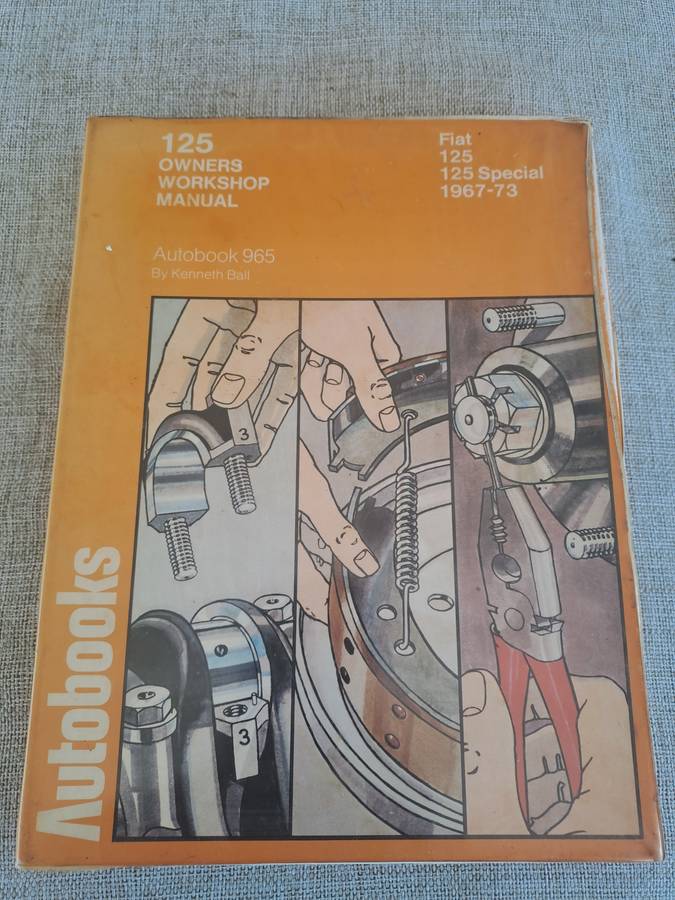 125
OWNERS
WORKSHOP
MANUAL
Fiat
125
125 Special
1967-73
Autobook 965
By Kenneth Ball
3
3
Autobooks